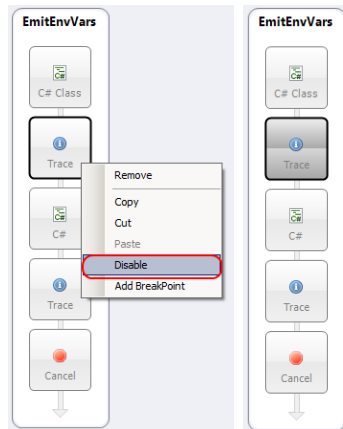 EmitEnvVars
C# Class
Trace
Remove
Copy
Cut
Paste
Disable
Add BreakPoint
C#
Trace
Cancel
EmitEnvVars
C# Class
Trace
C#
Trace
Cancel